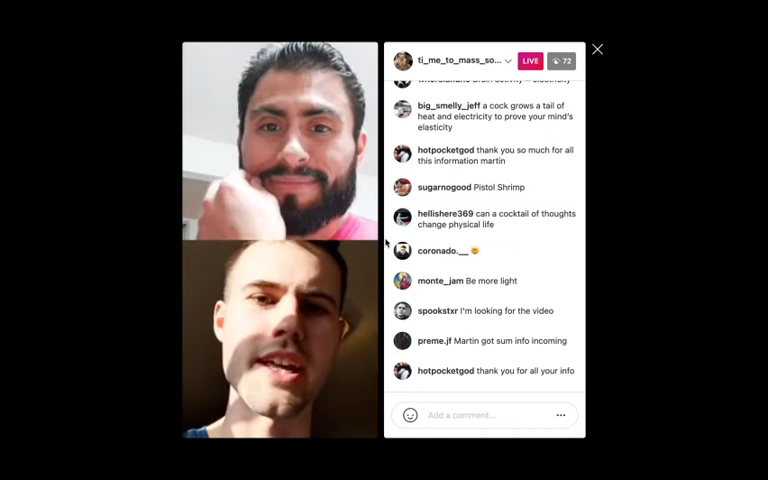 ti_me_to_mass_so...
LIVE
72
electricity
big_smelly_jeff a cock grows a tail of
heat and electricity to prove your mind's
elasticity
hotpocketgod thank you so much for all
this information martin
sugarnogood Pistol Shrimp
hellishere369 can a cocktail of thoughts
change physical life
coronado.__ 🤯
monte_jam Be more light
spookstxr I'm looking for the video
preme.jf Martin got sum info incoming
hotpocketgod thank you for all your info
Add a comment...